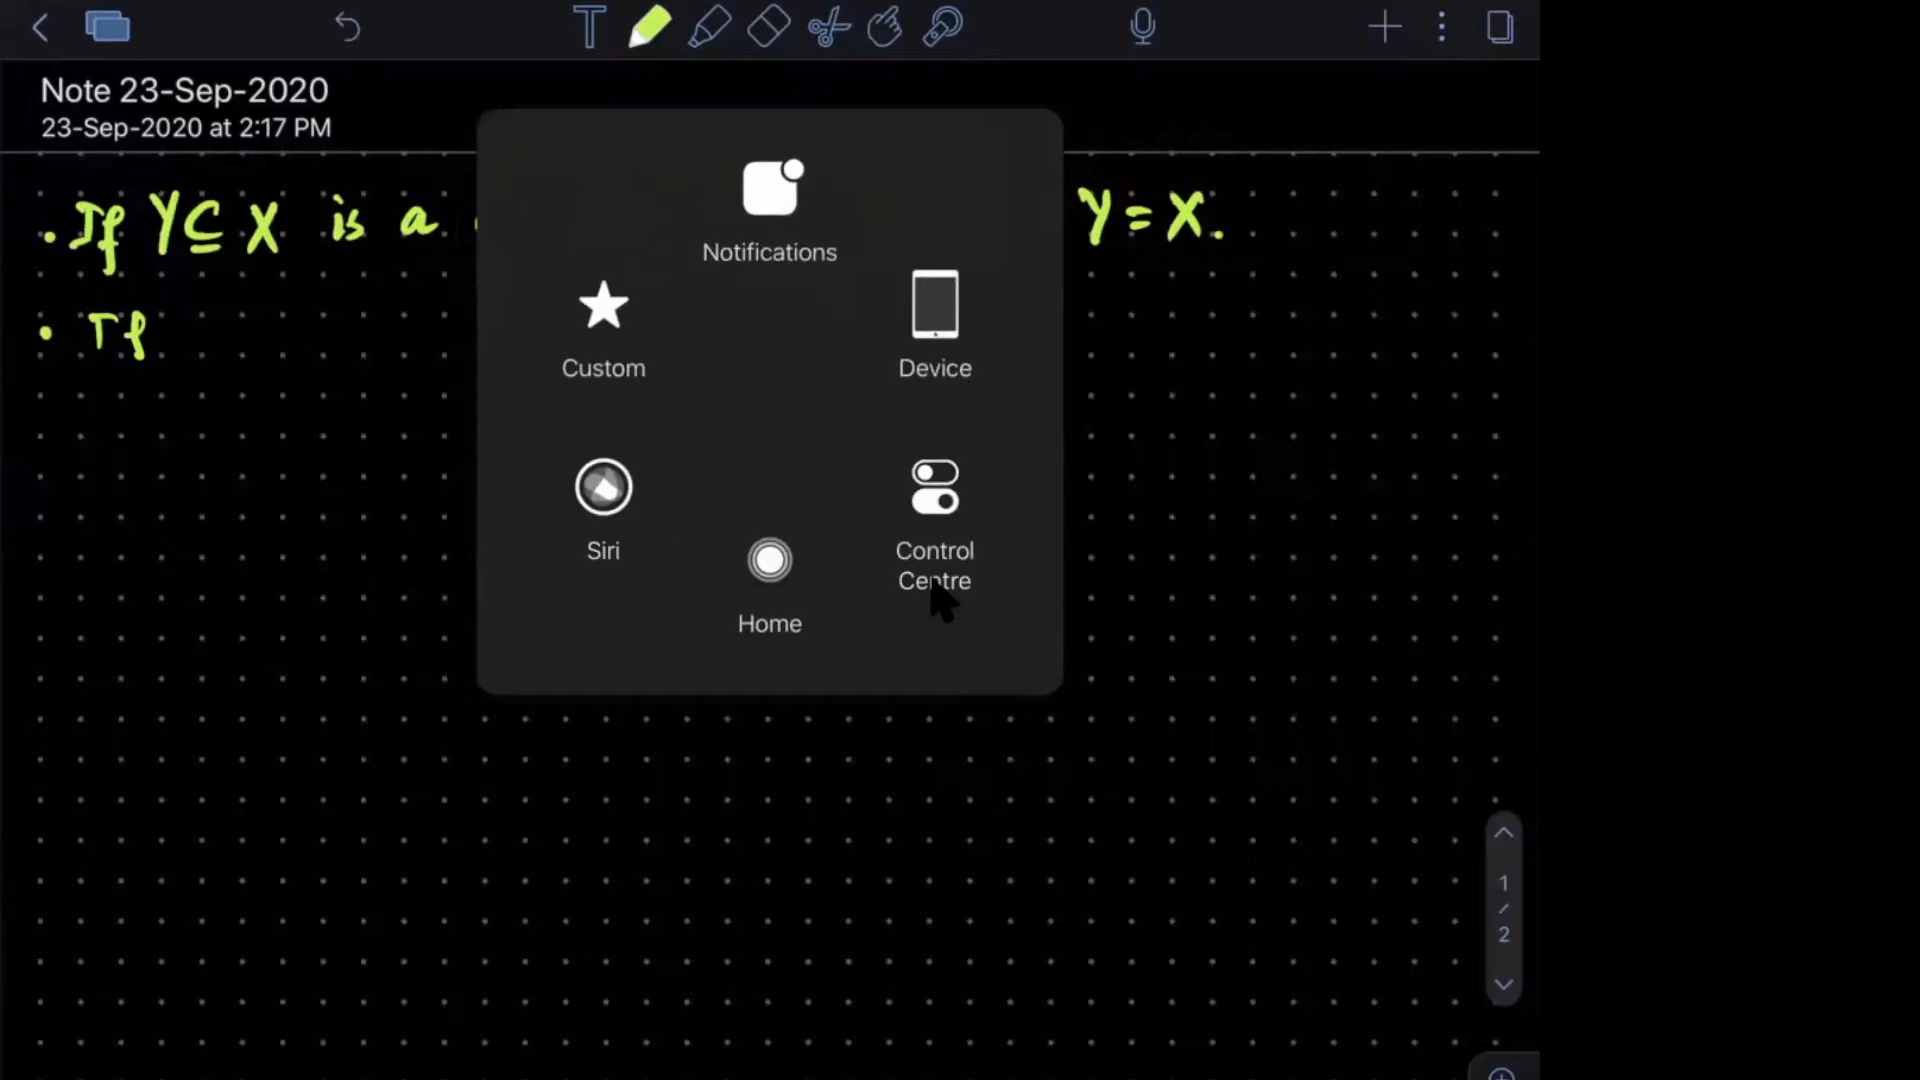 Note 23-Sep-2020
23-Sep-2020 at 2:17 PM
. If Y ⊆ X is a Y = X.
• If
Notifications
Custom
Device
Siri
Control
Centre
Home
1
/
2